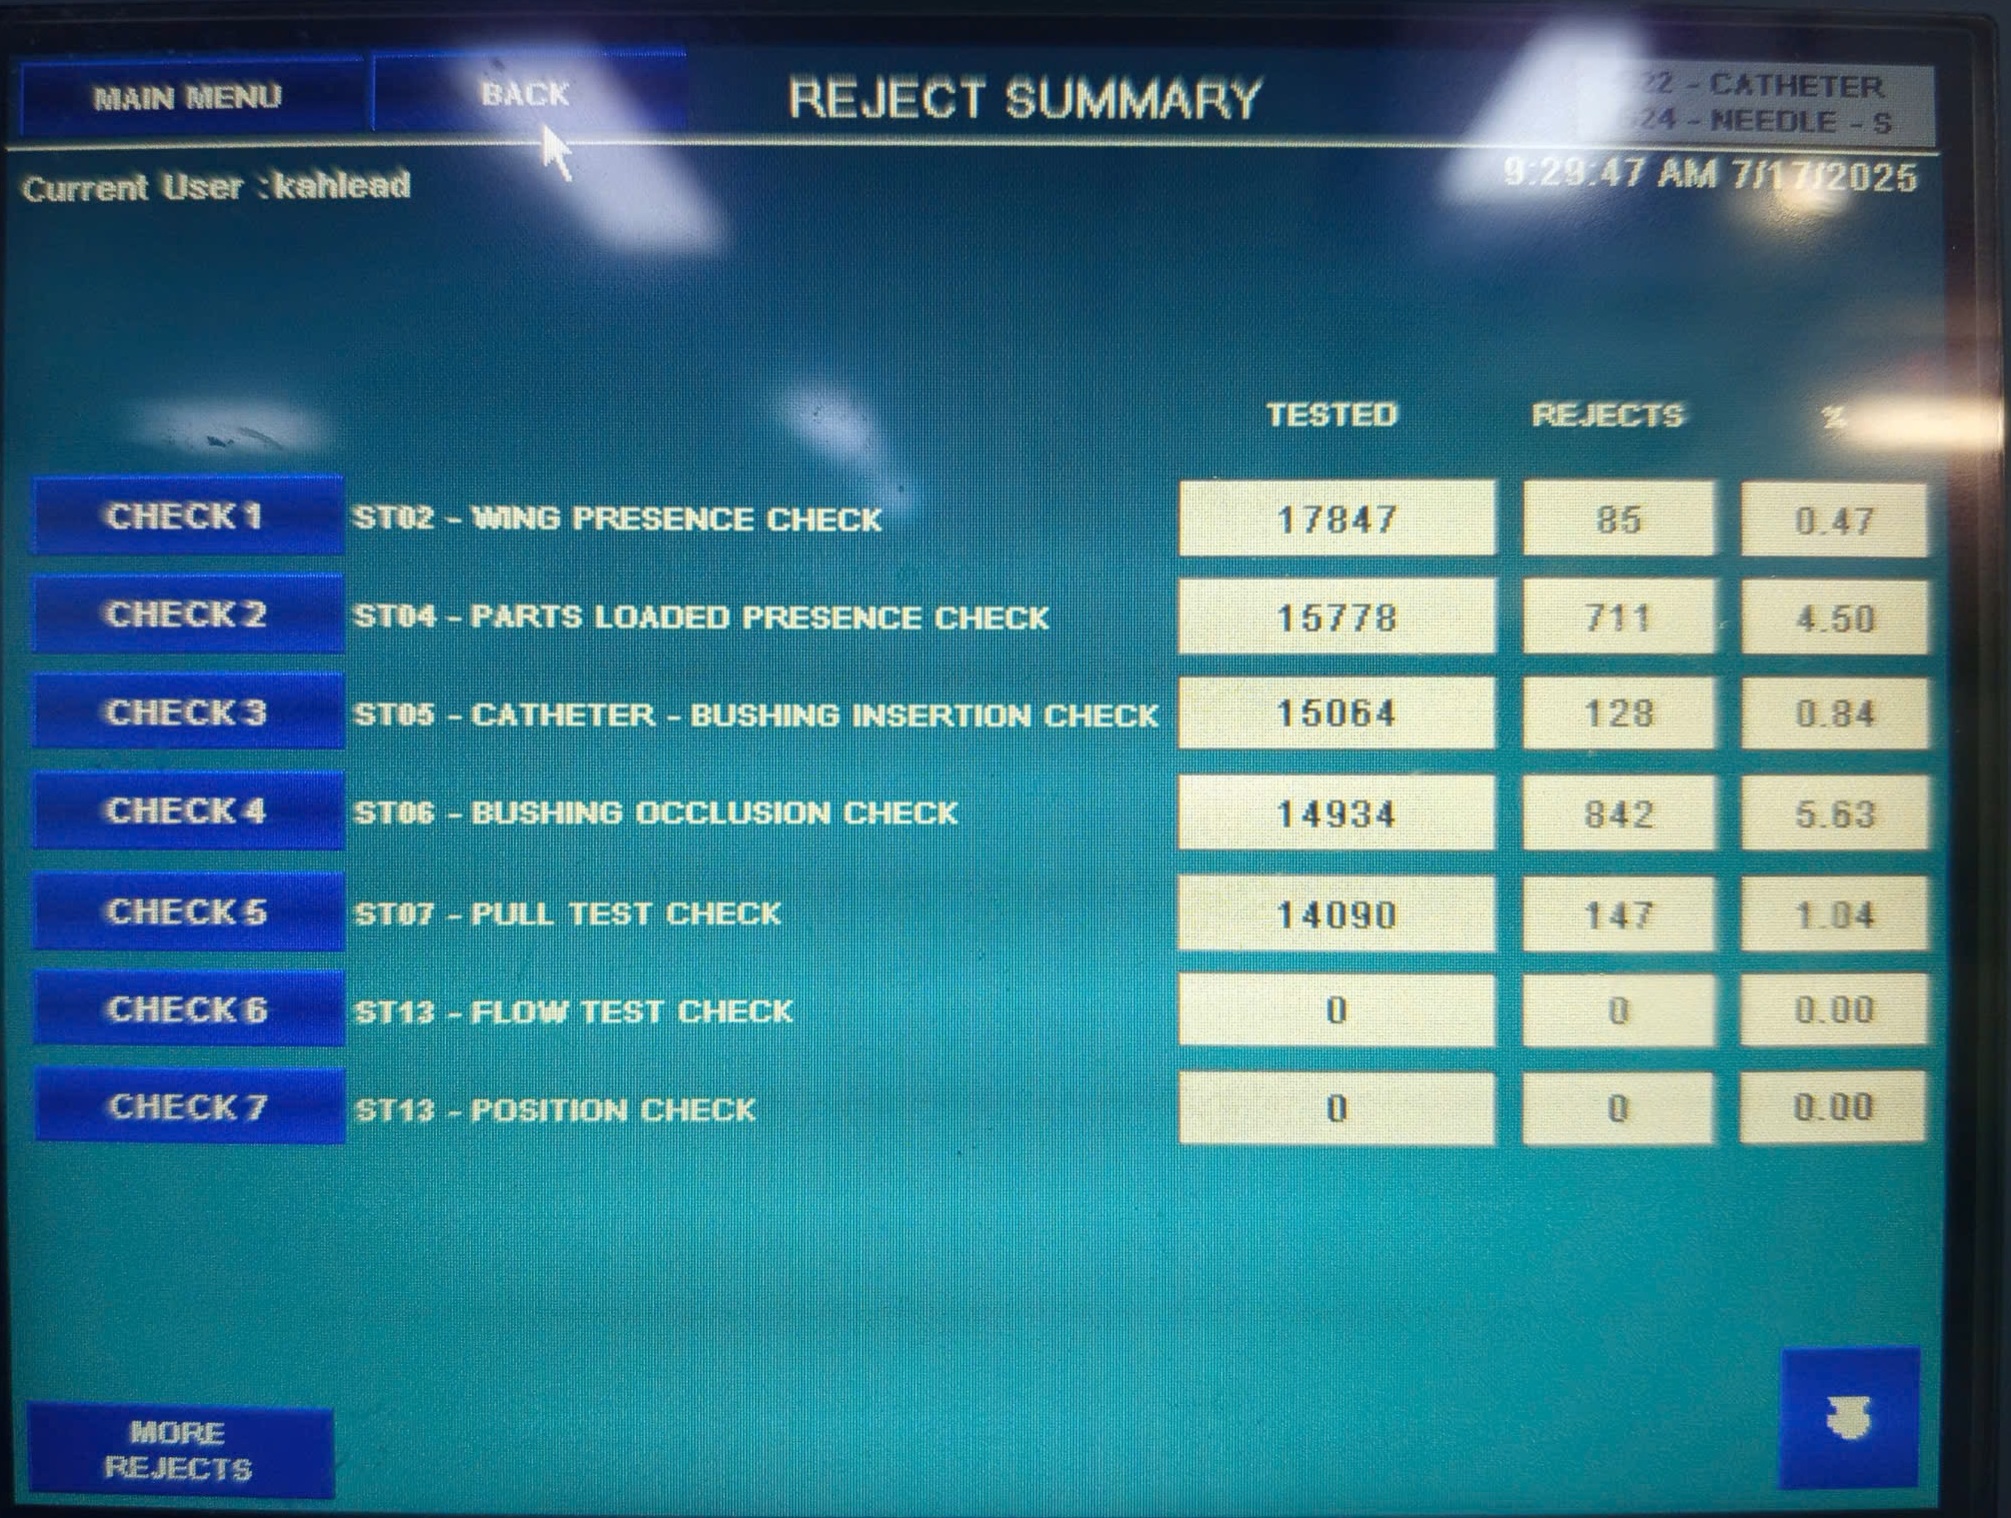 MAIN MENU
BACK
REJECT SUMMARY
22 - CATHETER
24 - NEEDLE - S
Current User :kahlead
9:29:47 AM 7/17/2025
TESTED REJECTS %
CHECK 1 ST02 - WING PRESENCE CHECK 17847 85 0.47
CHECK 2 ST04 - PARTS LOADED PRESENCE CHECK 15778 711 4.50
CHECK 3 ST05 - CATHETER - BUSHING INSERTION CHECK 15064 128 0.84
CHECK 4 ST06 - BUSHING OCCLUSION CHECK 14934 842 5.63
CHECK 5 ST07 - PULL TEST CHECK 14090 147 1.04
CHECK 6 ST13 - FLOW TEST CHECK 0 0 0.00
CHECK 7 ST13 - POSITION CHECK 0 0 0.00
MORE
REJECTS